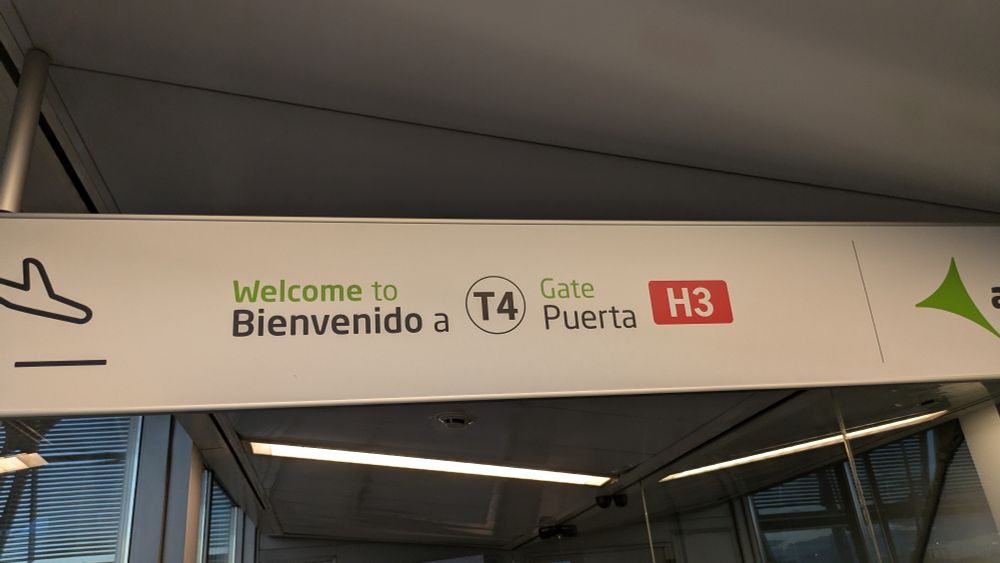 Welcome to
Bienvenido a
T4
Gate
Puerta
H3